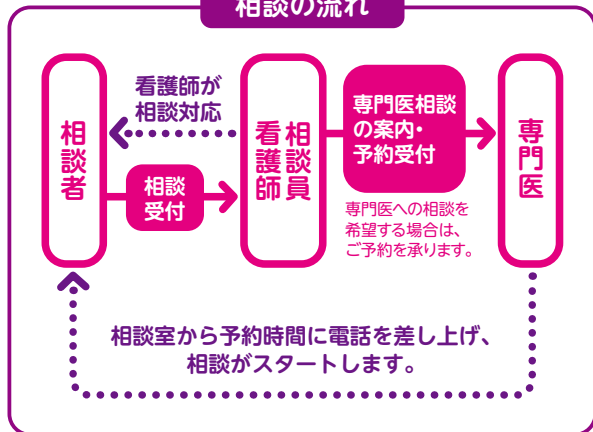 相談の流れ
相談者
看護師が
相談対応
相談
受付
相談員
看護師
専門医相談
の案内・
予約受付
専門医への相談を
希望する場合は、
ご予約を承ります。
専門医
相談室から予約時間に電話を差し上げ、
相談がスタートします。